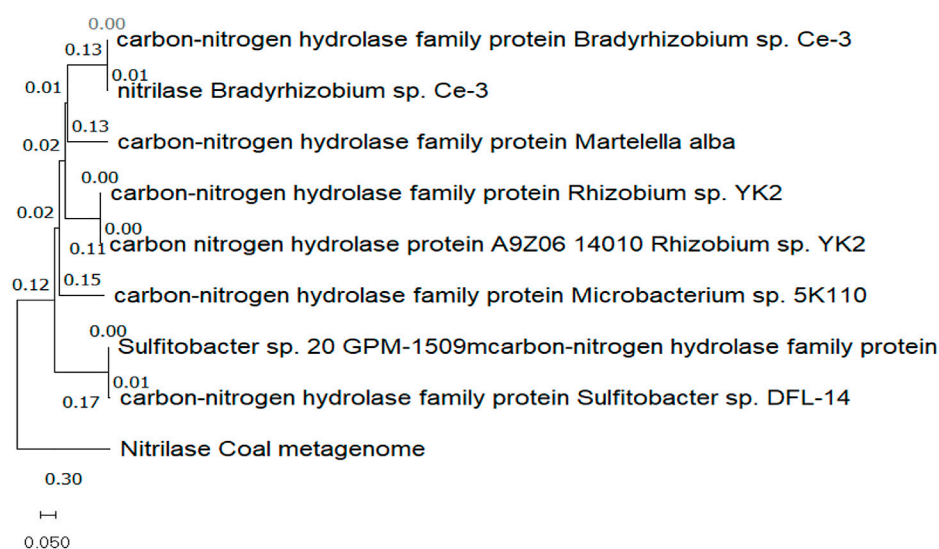 0.00
carbon-nitrogen hydrolase family protein Bradyrhizobium sp. Ce-3
0.13
0.01
nitrilase Bradyrhizobium sp. Ce-3
0.01
0.13
carbon-nitrogen hydrolase family protein Martelella alba
0.02
0.00
carbon-nitrogen hydrolase family protein Rhizobium sp. YK2
0.02
0.00
0.11
carbon nitrogen hydrolase protein A9Z06 14010 Rhizobium sp. YK2
0.12
0.15
carbon-nitrogen hydrolase family protein Microbacterium sp. 5K110
0.00
Sulfitobacter sp. 20 GPM-1509mcarbon-nitrogen hydrolase family protein
0.01
0.17
carbon-nitrogen hydrolase family protein Sulfitobacter sp. DFL-14
Nitrilase Coal metagenome
0.30
0.050